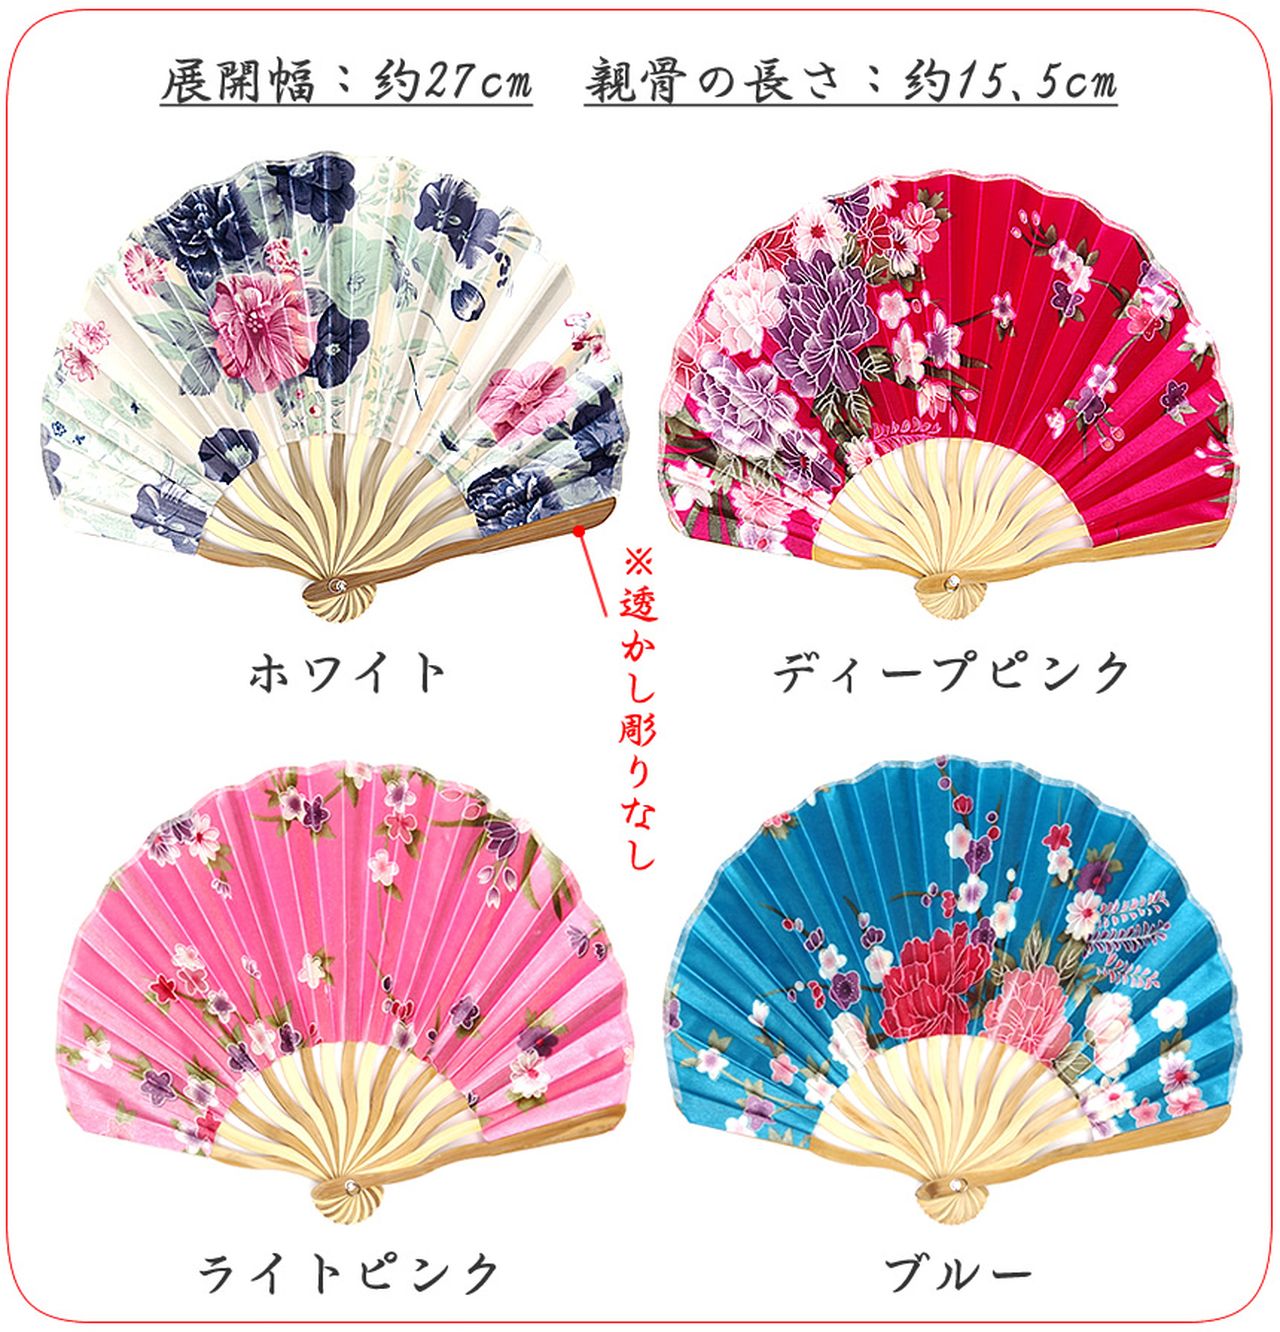 展開幅：約27cm　親骨の長さ：約15、5cm
ホワイト
※透かし彫りなし
ディープピンク
ライトピンク
ブルー